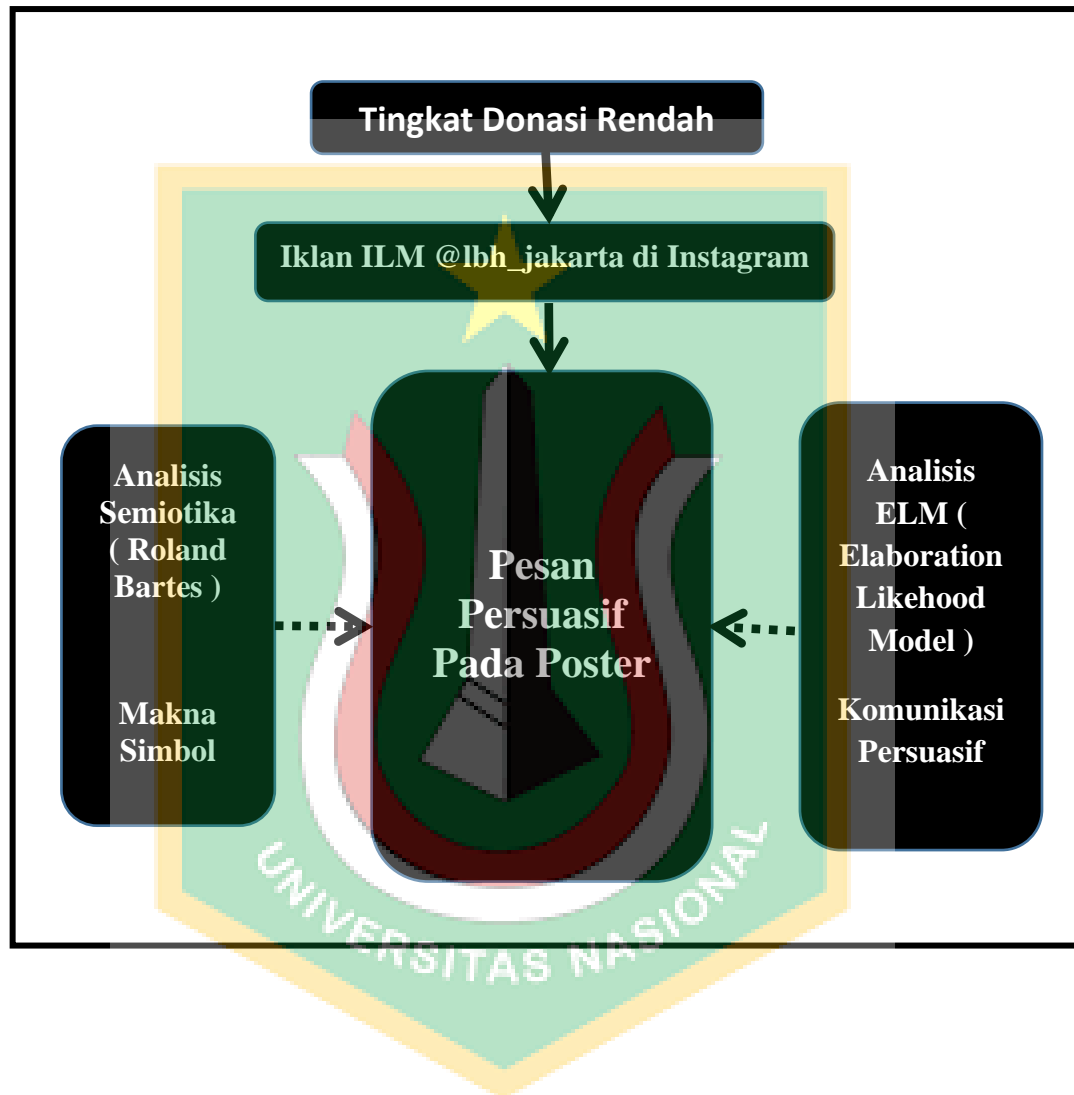 Tingkat Donasi Rendah
Iklan ILM @lbh_jakarta di Instagram
Analisis
Semiotika
( Roland
Bartes )
Makna
Simbol
Pesan
Persuasif
Pada Poster
Analisis
ELM (
Elaboration
Likehood
Model )
Komunikasi
Persuasif
UNIVERSITAS NASIONAL